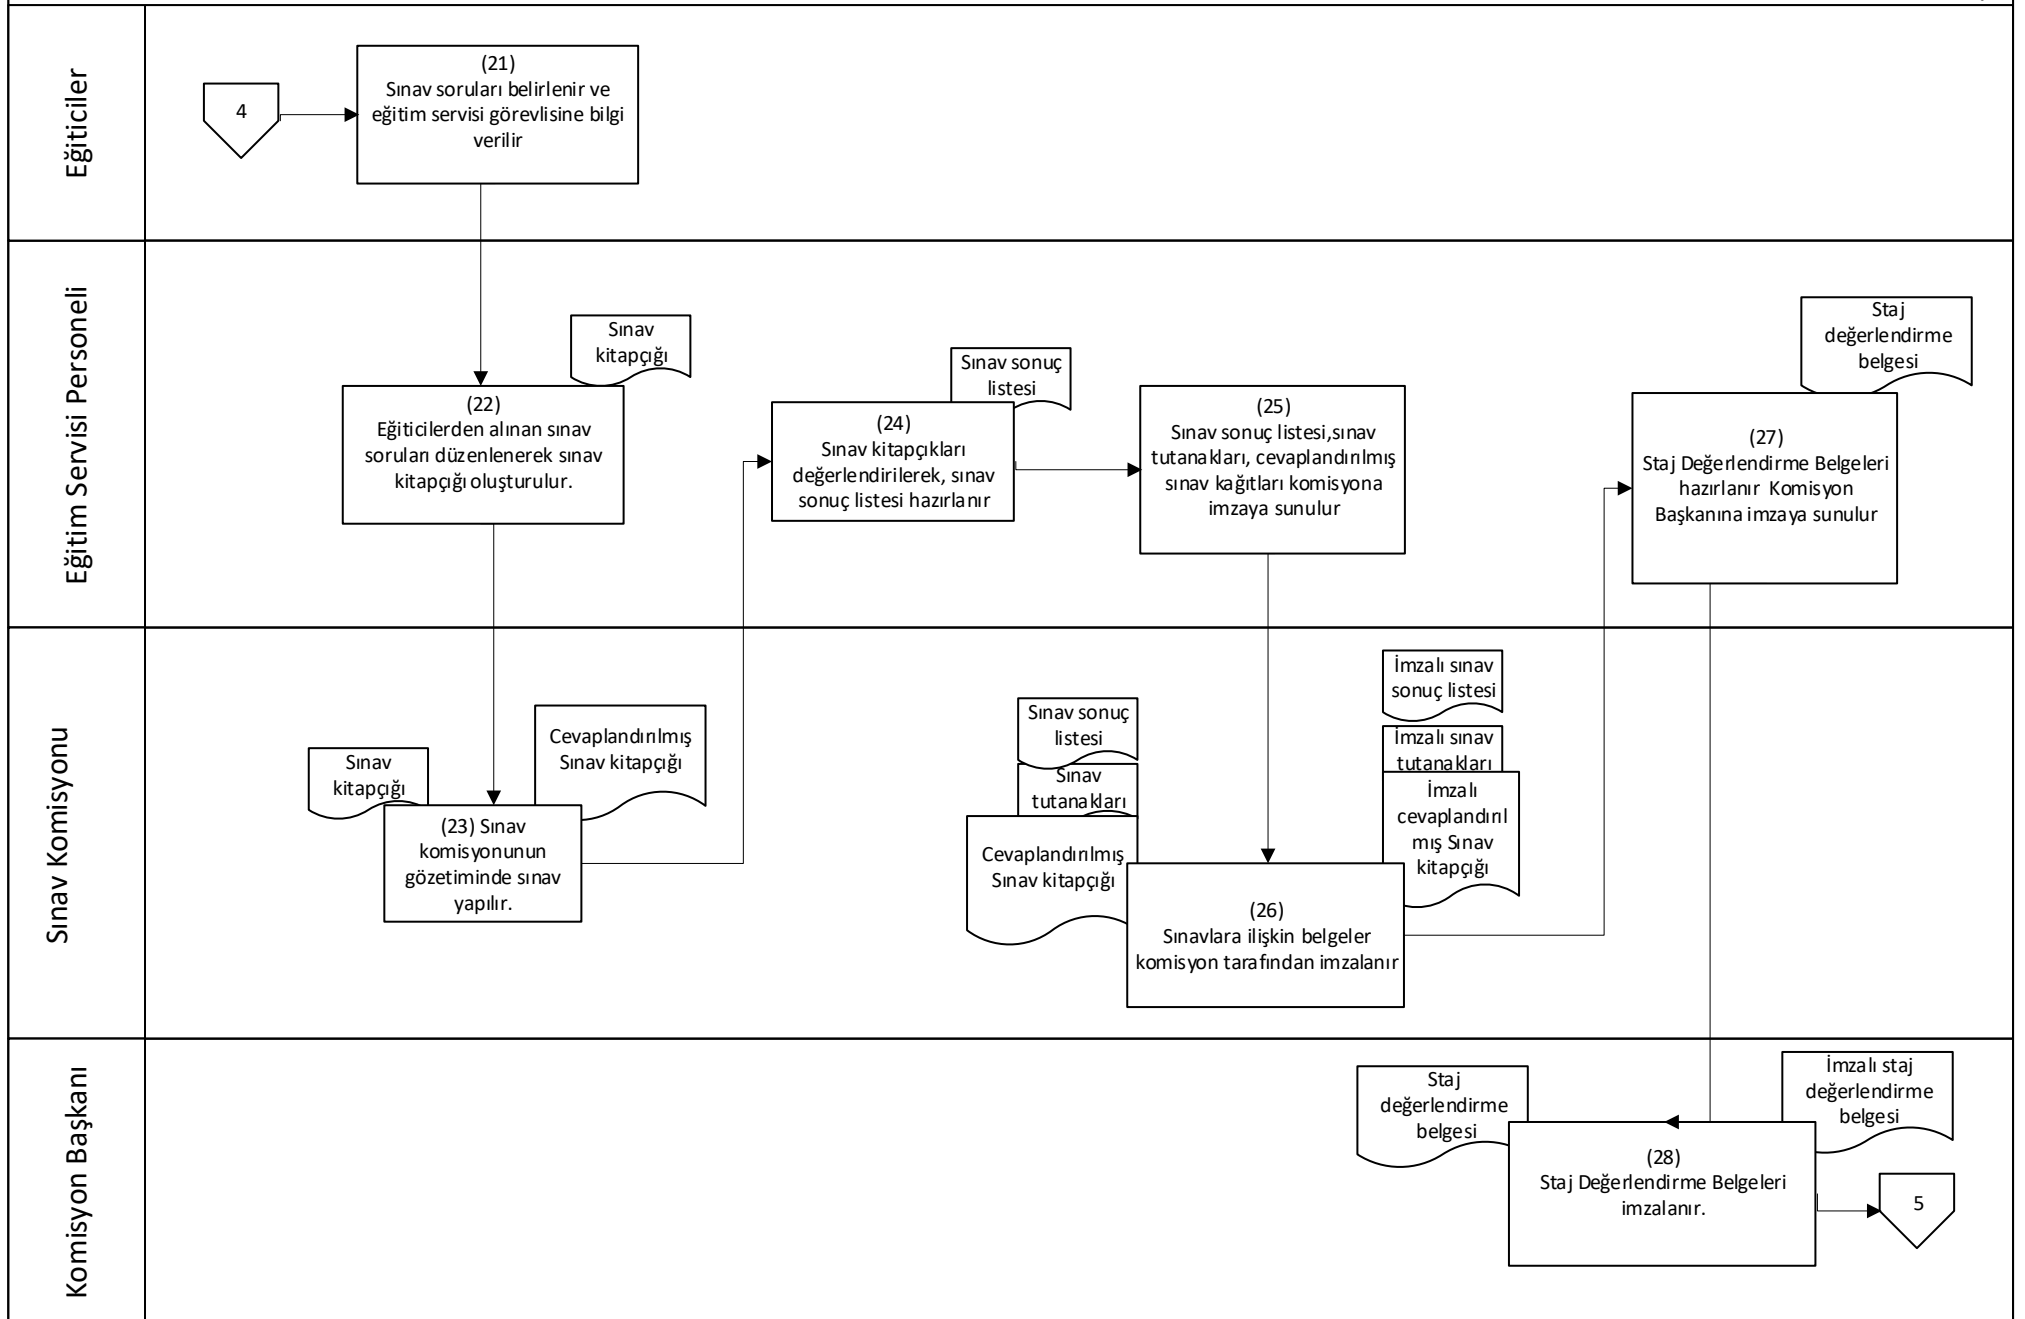 Eğiticiler
4
(21)
Sınav soruları belirlenir ve
eğitim servisi görevlisine bilgi
verilir
Eğitim Servisi Personeli
Sınav
kitapçığı
(22)
Eğiticilerden alınan sınav
soruları düzenlenerek sınav
kitapçığı oluşturulur.
Sınav sonuç
listesi
(24)
Sınav kitapçıkları
değerlendirilerek, sınav
sonuç listesi hazırlanır
(25)
Sınav sonuç listesi,sınav
tutanakları, cevaplandırılmış
sınav kağıtları komisyona
imzaya sunulur
Staj
değerlendirme
belgesi
(27)
Staj Değerlendirme Belgeleri
hazırlanır Komisyon
Başkanına imzaya sunulur
Sınav Komisyonu
Sınav
kitapçığı
Cevaplandırılmış
Sınav kitapçığı
(23) Sınav
komisyonunun
gözetiminde sınav
yapılır.
Sınav sonuç
listesi
Sınav
tutanakları
Cevaplandırılmış
Sınav kitapçığı
İmzalı sınav
sonuç listesi
İmzalı sınav
tutanakları
İmzalı
cevaplandırıl
mış Sınav
kitapçığı
(26)
Sınavlara ilişkin belgeler
komisyon tarafından imzalanır
Komisyon Başkanı
Staj
değerlendirme
belgesi
İmzalı staj
değerlendirme
belgesi
(28)
Staj Değerlendirme Belgeleri
imzalanır.
5